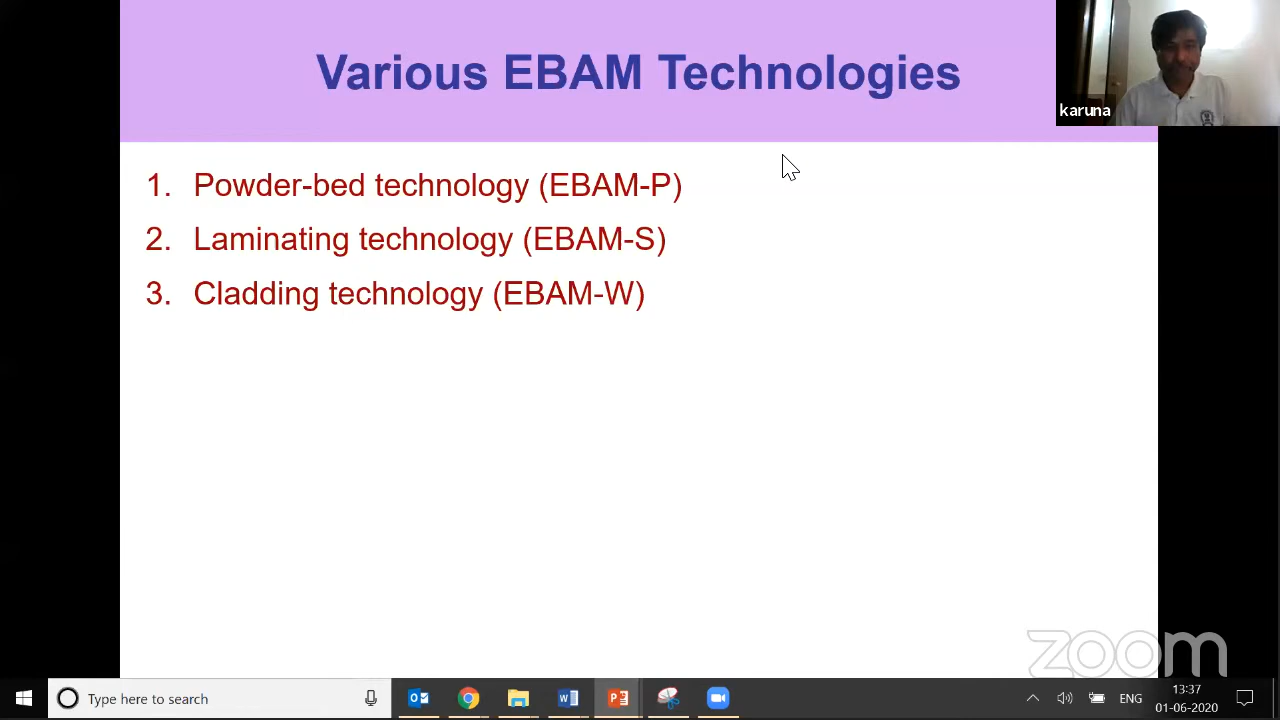 Various EBAM Technologies
karuna
1. Powder-bed technology (EBAM-P)
2. Laminating technology (EBAM-S)
3. Cladding technology (EBAM-W)
zoom
Type here to search
ENG
13:37
01-06-2020